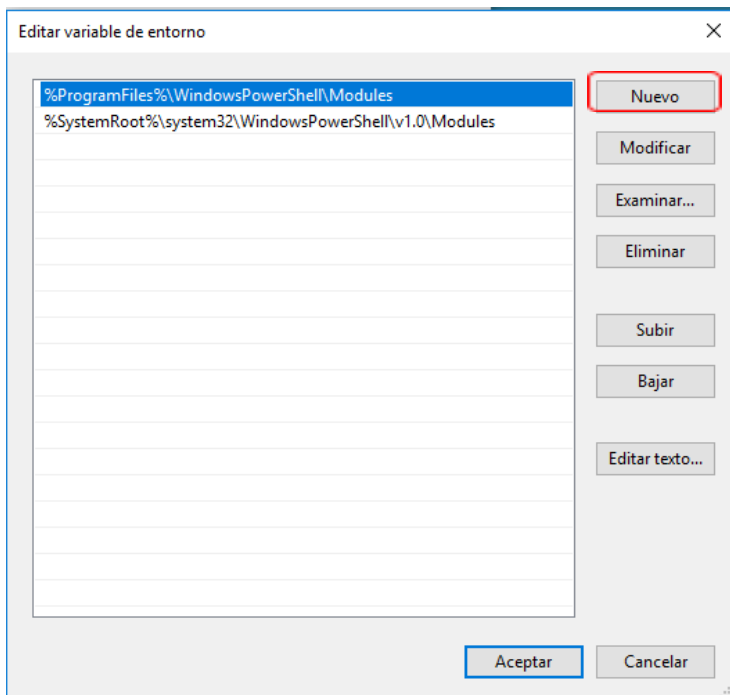 Editar variable de entorno
%ProgramFiles%\WindowsPowerShell\Modules
%SystemRoot%\system32\WindowsPowerShell\v1.0\Modules
Nuevo
Modificar
Examinar...
Eliminar
Subir
Bajar
Editar texto...
Aceptar
Cancelar